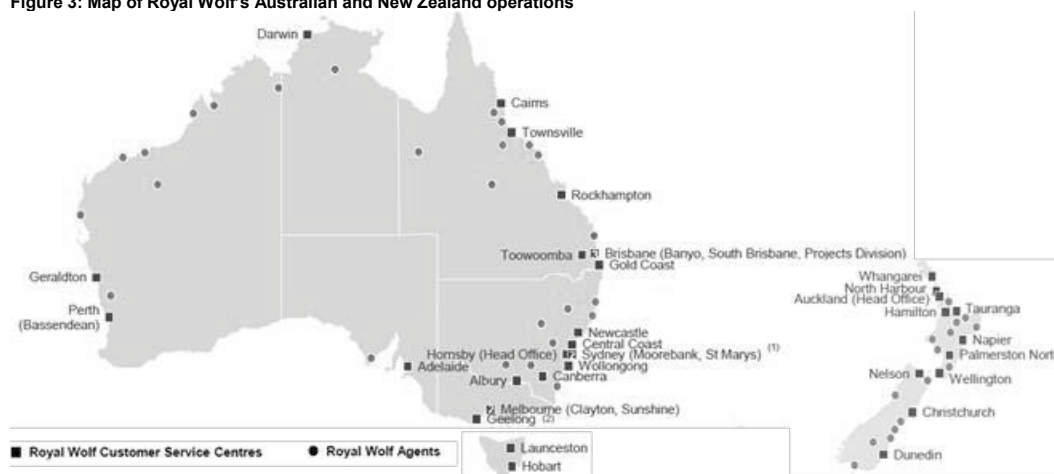 Figure 3: Map of Royal Wolf's Australian and New Zealand operations
Darwin
Cairns
Townsville
Rockhampton
Toowoomba
Brisbane (Banyo, South Brisbane, Projects Division)
Gold Coast
Geraldton
Perth
(Bassendean)
Newcastle
Central Coast
Hornsby (Head Office)
Sydney (Moorebank, St Marys) (1)
Wollongong
Adelaide
Canberra
Albury
Melbourne (Clayton, Sunshine)
Geelong (2)
Launceston
Hobart
Whangarei
North Harbour
Auckland (Head Office)
Hamilton
Tauranga
Napier
Palmerston Nort
Nelson
Wellington
Christchurch
Dunedin
Royal Wolf Customer Service Centres
Royal Wolf Agents